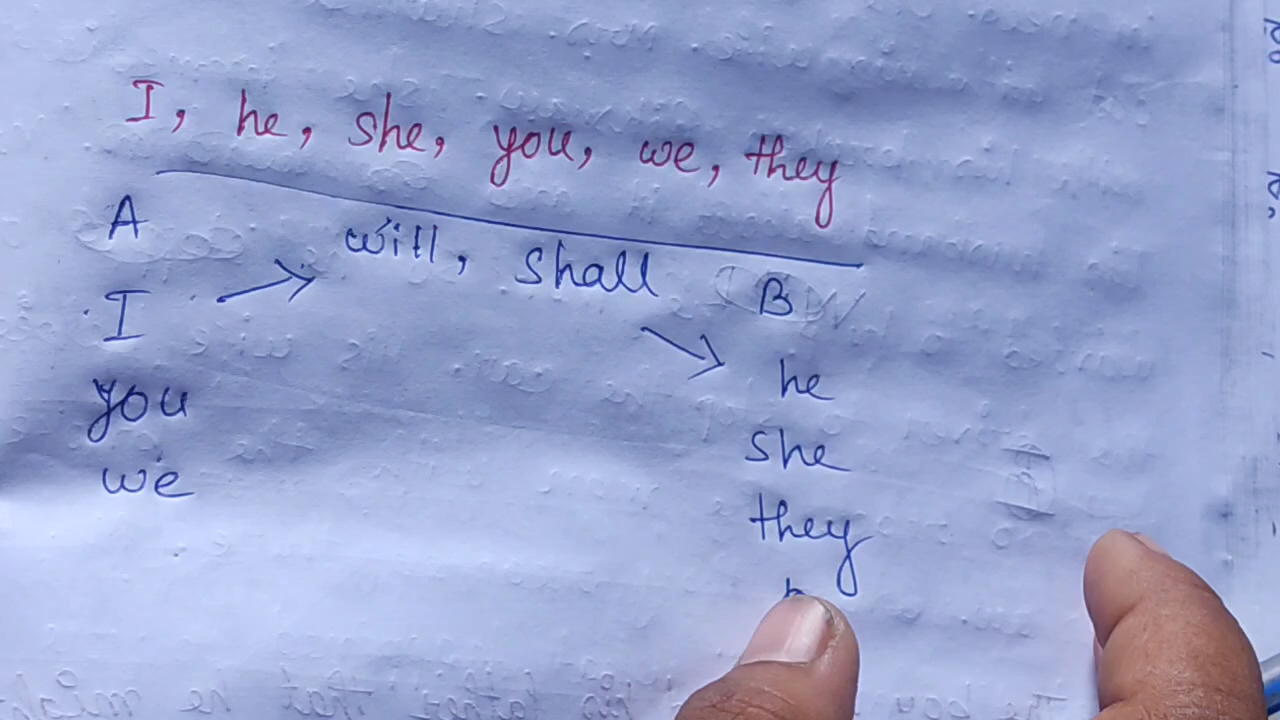 I, he, she, you, we, they
A will, shall B
I he
you she
we they